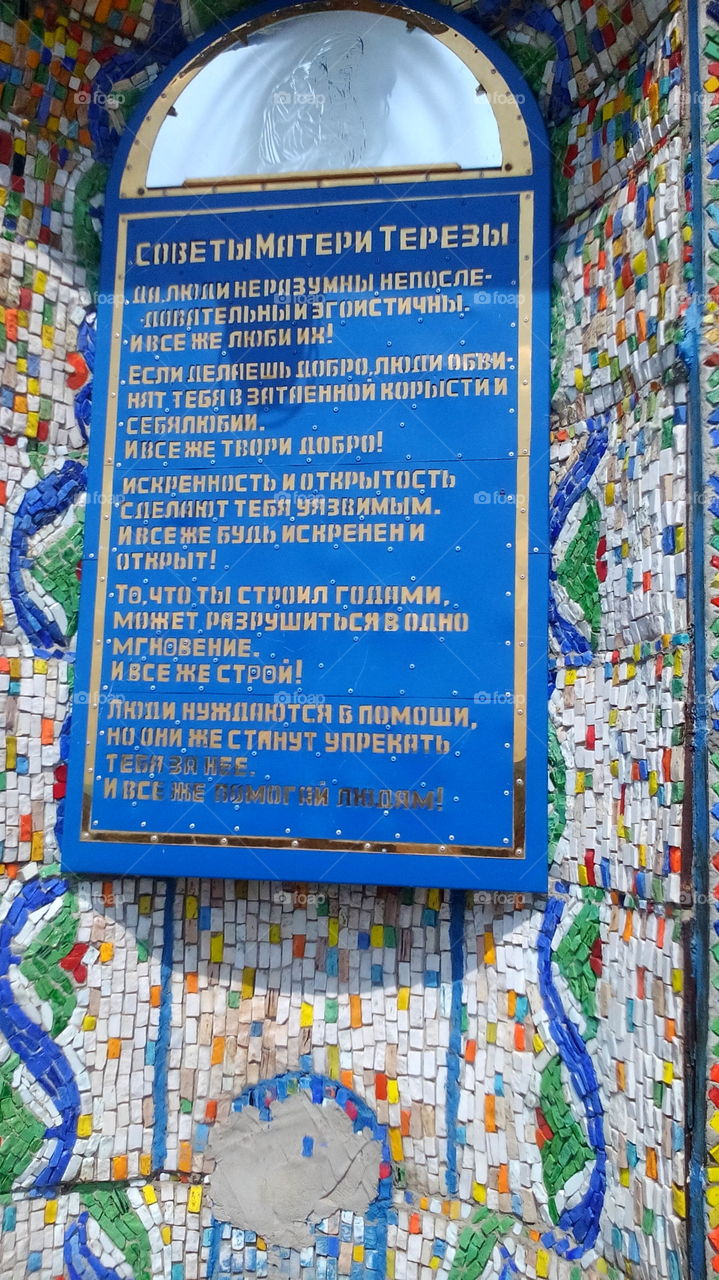 СОВЕТЫ МАТЕРИ ТЕРЕЗЫ
ДА, ЛЮДИ НЕРАЗУМНЫ, НЕПОСЛЕ-
ДОВАТЕЛЬНЫ И ЭГОИСТИЧНЫ.
И ВСЕ ЖЕ ЛЮБИ ИХ!
ЕСЛИ ДЕЛАЕШЬ ДОБРО, ЛЮДИ ОБВИ-
НЯТ ТЕБЯ В ЗАТАЕННОЙ КОРЫСТИ И
СЕБЯЛЮБИИ.
И ВСЕ ЖЕ ТВОРИ ДОБРО!
ИСКРЕННОСТЬ И ОТКРЫТОСТЬ
СДЕЛАЮТ ТЕБЯ УЯЗВИМЫМ.
И ВСЕ ЖЕ БУДЬ ИСКРЕНЕН И
ОТКРЫТ!
ТО, ЧТО ТЫ СТРОИЛ ГОДАМИ,
МОЖЕТ РАЗРУШИТЬСЯ В ОДНО
МГНОВЕНИЕ.
И ВСЕ ЖЕ СТРОЙ!
ЛЮДИ НУЖДАЮТСЯ В ПОМОЩИ,
НО ОНИ ЖЕ СТАНУТ УПРЕКАТЬ
ТЕБЯ ЗА НЕЕ.
И ВСЕ ЖЕ ПОМОГАЙ ЛЮДЯМ!